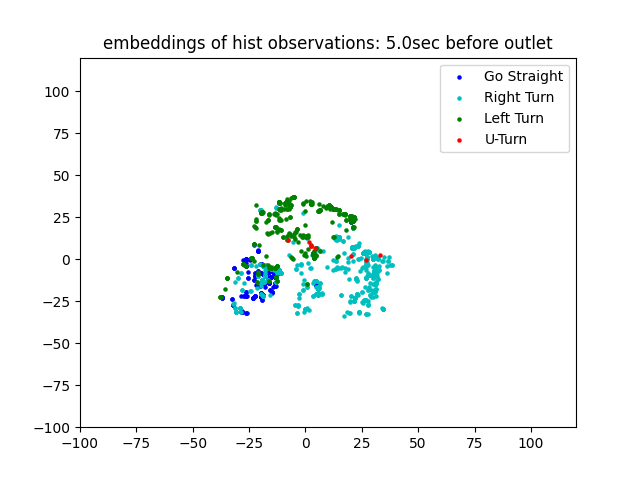 embeddings of hist observations: 5.0sec before outlet
Go Straight
Right Turn
Left Turn
U-Turn
100
75
50
25
0
−25
−50
−75
−100
−100 −75 −50 −25 0 25 50 75 100